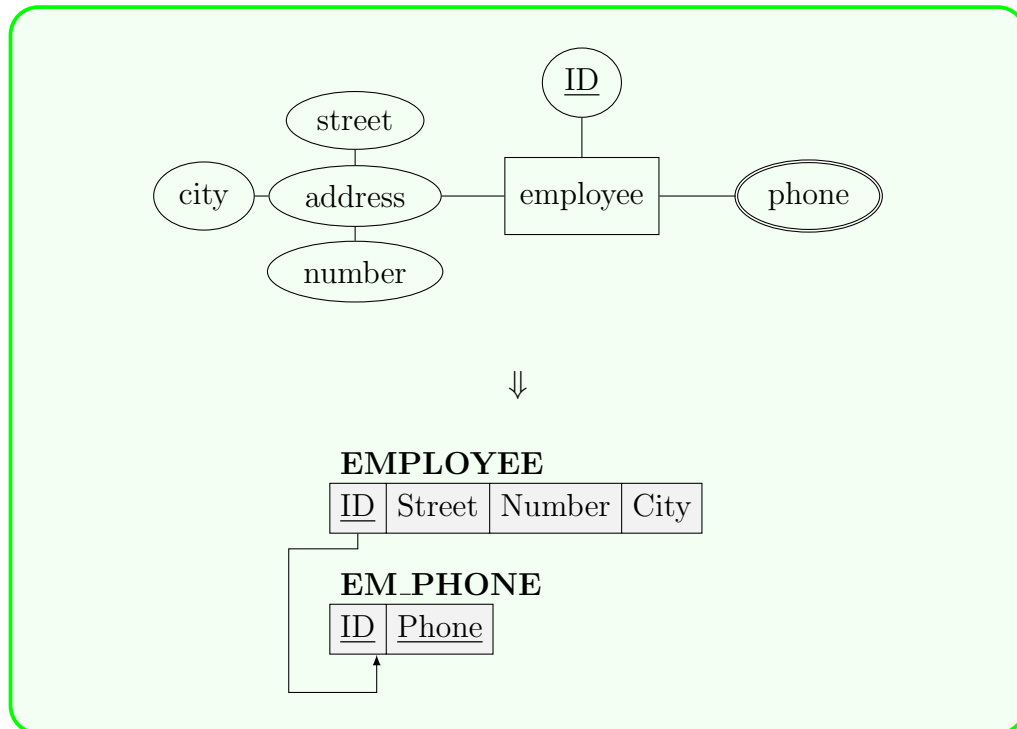 ID
street
city address employee phone
number
⇓
EMPLOYEE
ID Street Number City
EM_PHONE
ID Phone